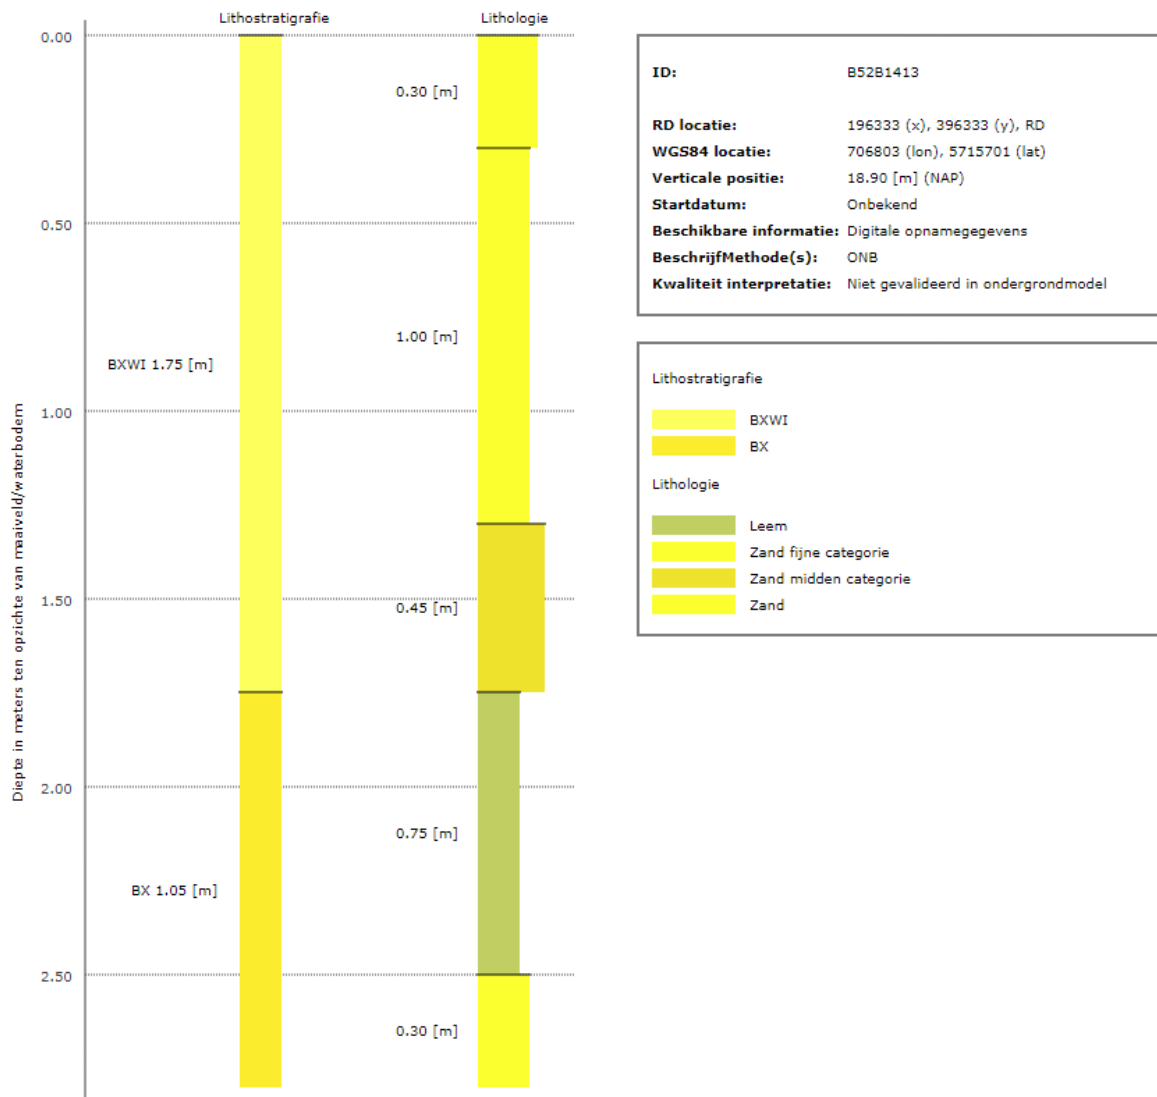 Lithostratigrafie
Lithologie
0.00
0.50
1.00
1.50
2.00
2.50
Diepte in meters ten opzichte van maaiveld/waterbodem
BXWI 1.75 [m]
BX 1.05 [m]
0.30 [m]
1.00 [m]
0.45 [m]
0.75 [m]
0.30 [m]
ID: B52B1413
RD locatie: 196333 (x), 396333 (y), RD
WGS84 locatie: 706803 (lon), 5715701 (lat)
Verticale positie: 18.90 [m] (NAP)
Startdatum: Onbekend
Beschikbare informatie: Digitale opnamegegevens
BeschrijfMethode(s): ONB
Kwaliteit interpretatie: Niet gevalideerd in ondergrondmodel
Lithostratigrafie
BXWI
BX
Lithologie
Leem
Zand fijne categorie
Zand midden categorie
Zand